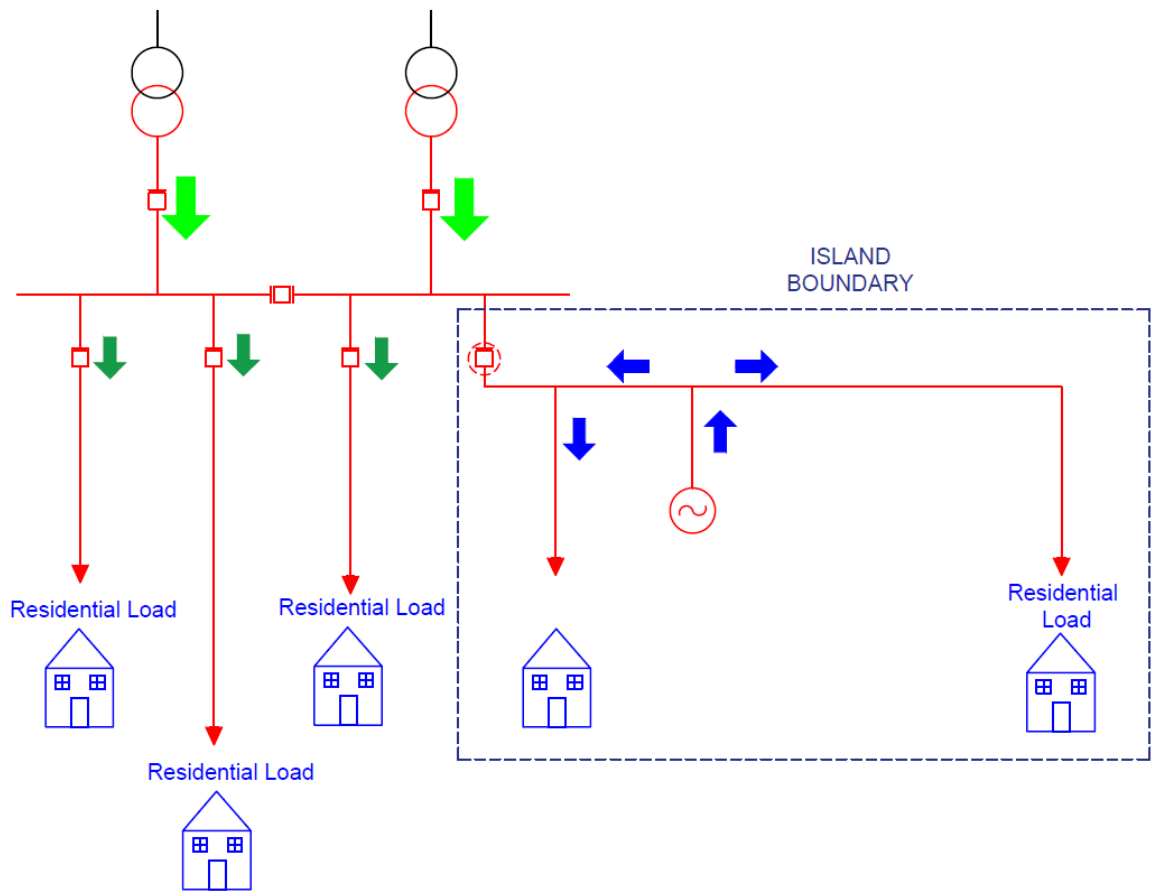 ISLAND
BOUNDARY
Residential Load
Residential Load
Residential
Load
Residential Load